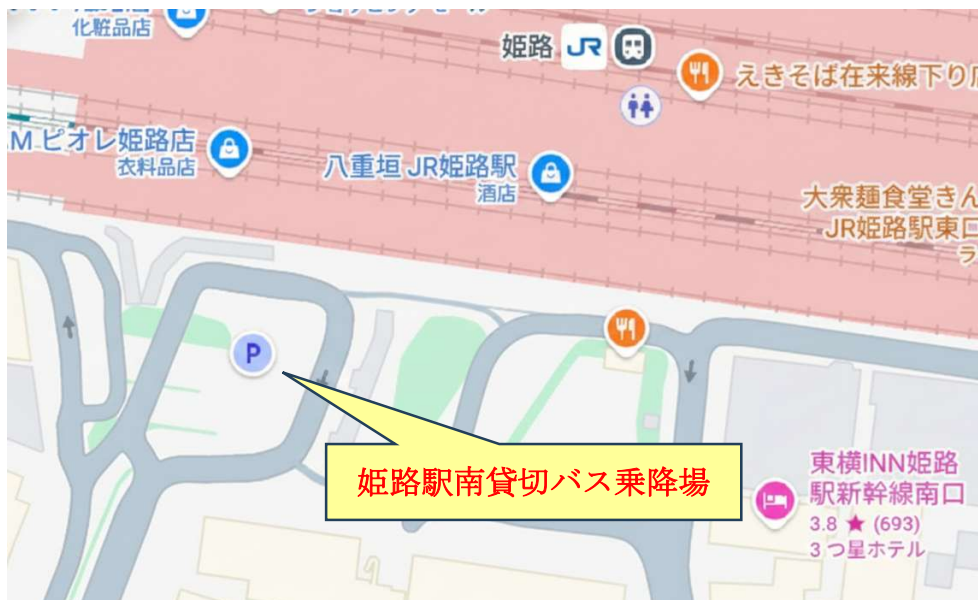 化粧品店
姫路 JR
えきそば在来線下り
M ピオレ姫路店
衣料品店
八重垣 JR姫路駅
酒店
大衆麺食堂きん
JR姫路駅東口
ラ
P
姫路駅南貸切バス乗降場
東横INN姫路
駅新幹線南口
3.8 ★ (693)
3 つ星ホテル